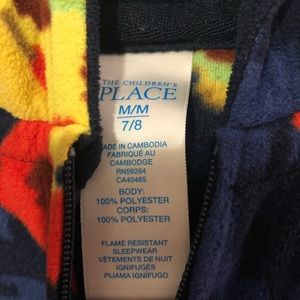 THE CHILDREN'S
PLACE
M/M
7/8
MADE IN CAMBODIA
FABRIQUÉ AU
CAMBODGE
RN59284
CA40465
BODY:
100% POLYESTER
CORPS:
100% POLYESTER
FLAME RESISTANT
SLEEPWEAR
VÊTEMENTS DE NUIT
IGNIFUGÉS
PIJAMA IGNÍFUGO